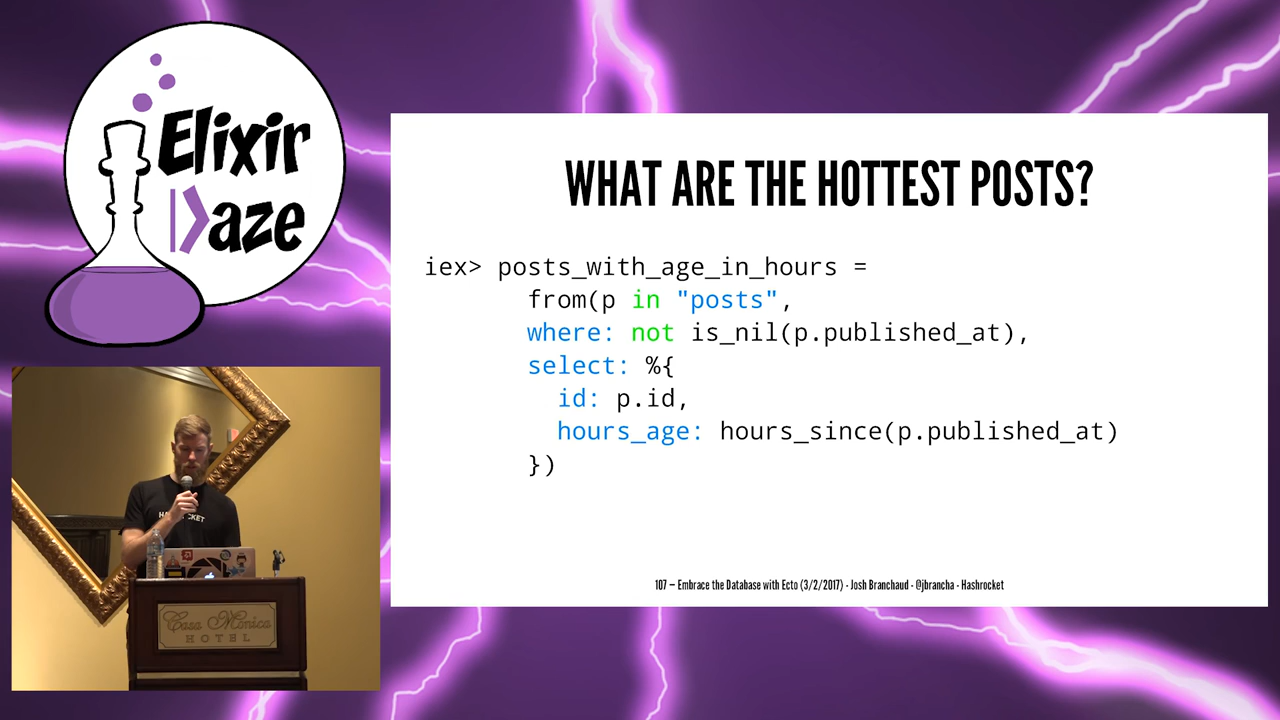 Elixir
Daze
WHAT ARE THE HOTTEST POSTS?
iex> posts_with_age_in_hours =
from(p in "posts",
where: not is_nil(p.published_at),
select: %{
id: p.id,
hours_age: hours_since(p.published_at)
})
107 — Embrace the Database with Ecto (3/2/2017) - Josh Branchaud - @jbrancha - Hashrocket
Casa Monica
HOTEL